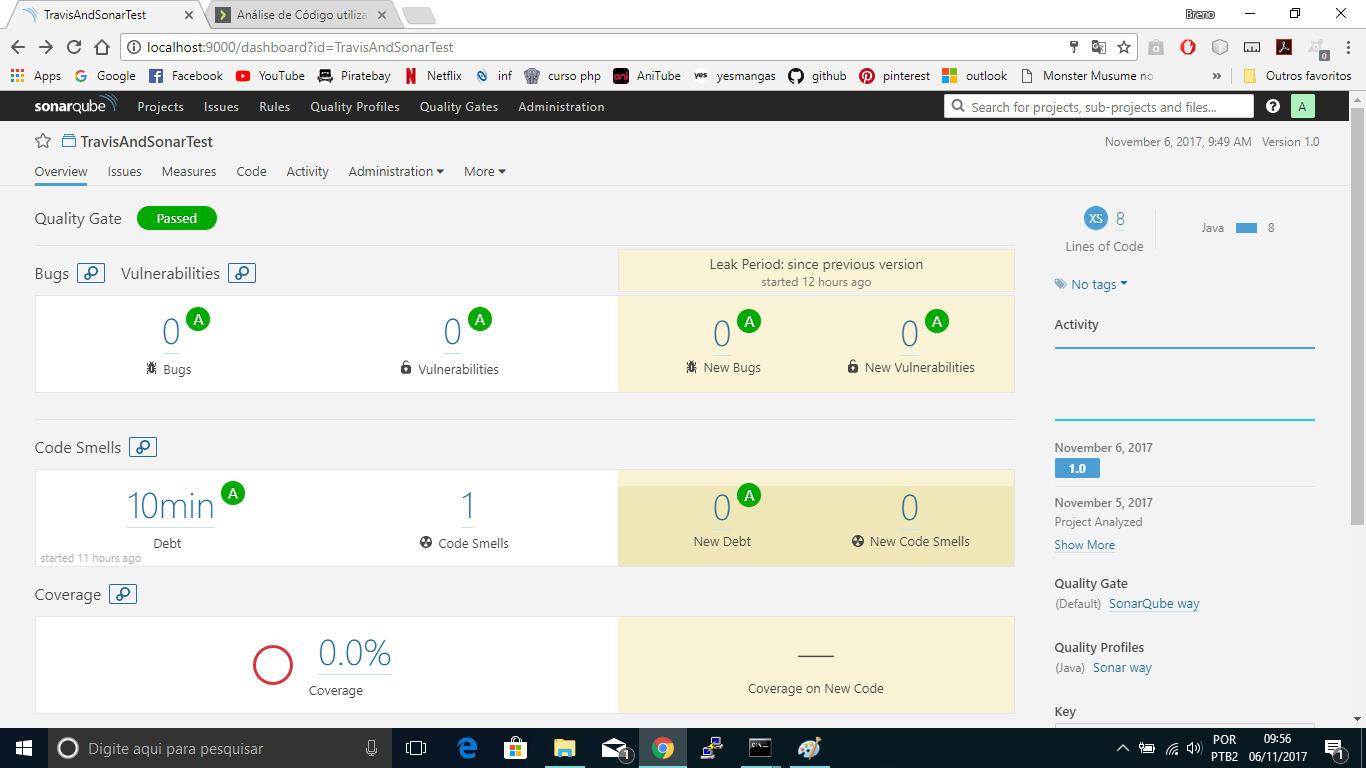 TravisAndSonarTest
Análise de Código utiliza
Breno
localhost:9000/dashboard?id=TravisAndSonarTest
Apps Google Facebook YouTube Piratebay Netflix inf curso php AniTube yes yesmangas github pinterest outlook Monster Musume no » Outros favoritos
sonarqube Projects Issues Rules Quality Profiles Quality Gates Administration Search for projects, sub-projects and files... ? A
TravisAndSonarTest November 6, 2017, 9:49 AM Version 1.0
Overview Issues Measures Code Activity Administration More
Quality Gate Passed
XS 8
Lines of Code
Java 8
Bugs Vulnerabilities
Leak Period: since previous version
started 12 hours ago
No tags
0 A
Bugs
0 A
Vulnerabilities
0 A
New Bugs
0 A
New Vulnerabilities
Activity
Code Smells
10min A
Debt
started 11 hours ago
1
Code Smells
0 A
New Debt
0
New Code Smells
November 6, 2017
1.0
November 5, 2017
Project Analyzed
Show More
Coverage
0.0%
Coverage
Coverage on New Code
Quality Gate
(Default) SonarQube way
Quality Profiles
(Java) Sonar way
Key
Digite aqui para pesquisar
1
POR
PTB2
09:56
06/11/2017
1